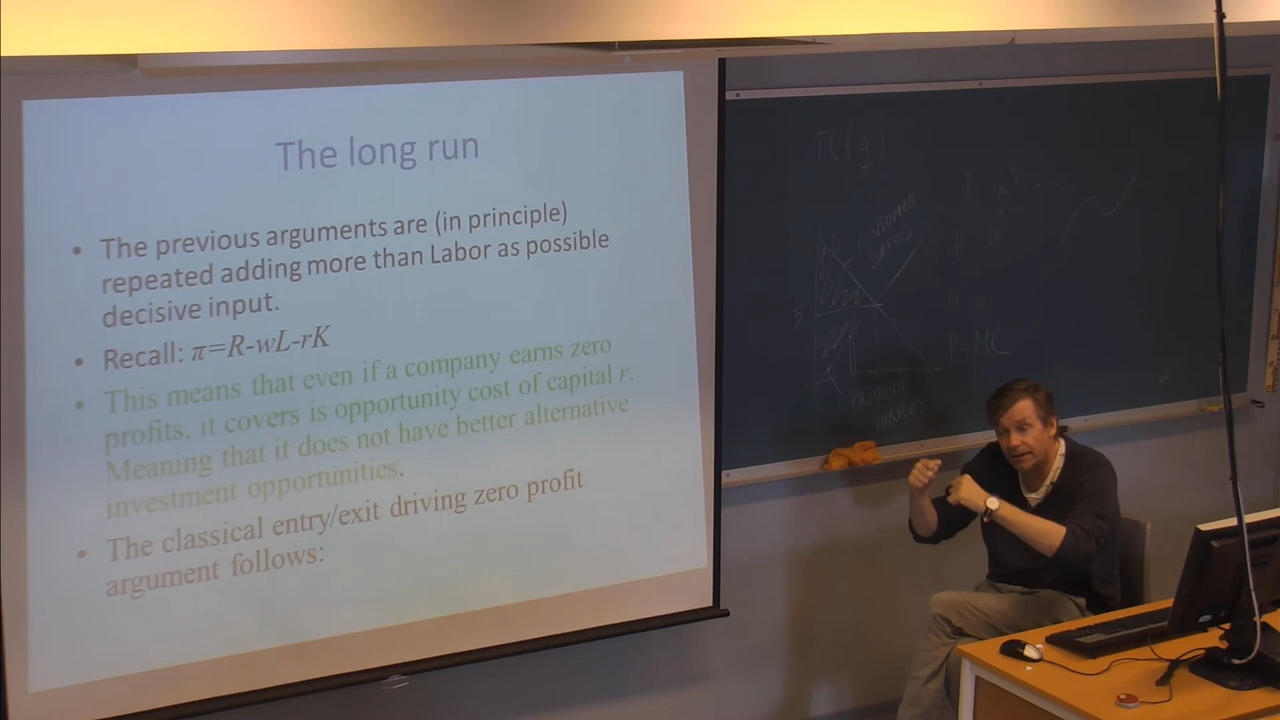 The long run
• The previous arguments are (in principle)
repeated adding more than Labor as possible
decisive input.
• Recall: π=R-wL-rK
• This means that even if a company earns zero
profits, it covers is opportunity cost of capital r.
Meaning that it does not have better alternative
investment opportunities.
• The classical entry/exit driving zero profit
argument follows:
TC(q)
CONSUMER
SURPLUS
P=MC
PRODUCER
SURPLUS